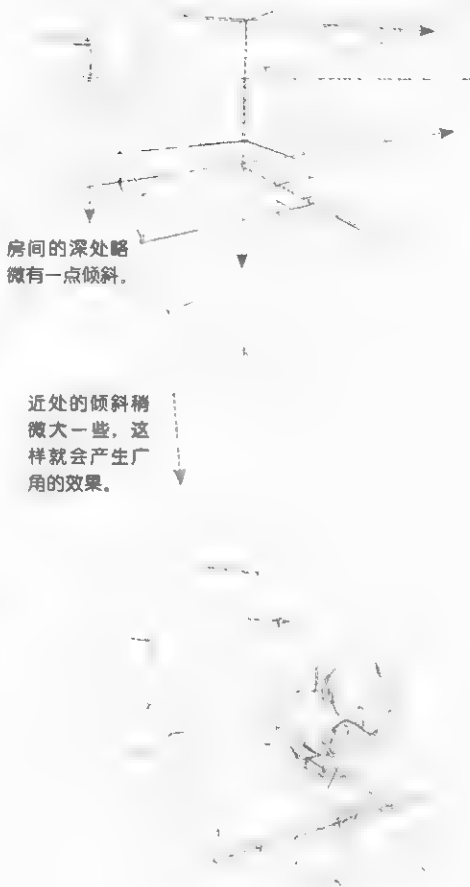 房间的深处略
微有一点倾斜。
近处的倾斜稍
微大一些，这
样就会产生广
角的效果。